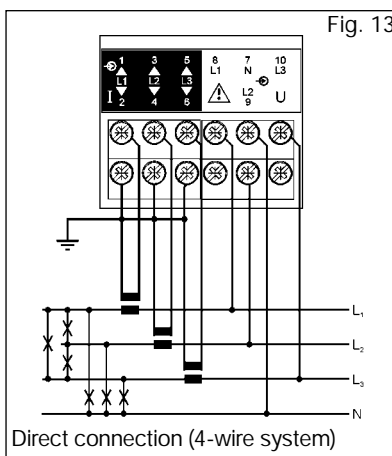 Fig. 13
1 3 5 6 7 10
L1 N L3
L1 L2 L3
L2
I 2 4 6 9 U
L1
L2
L3
N
Direct connection (4-wire system)